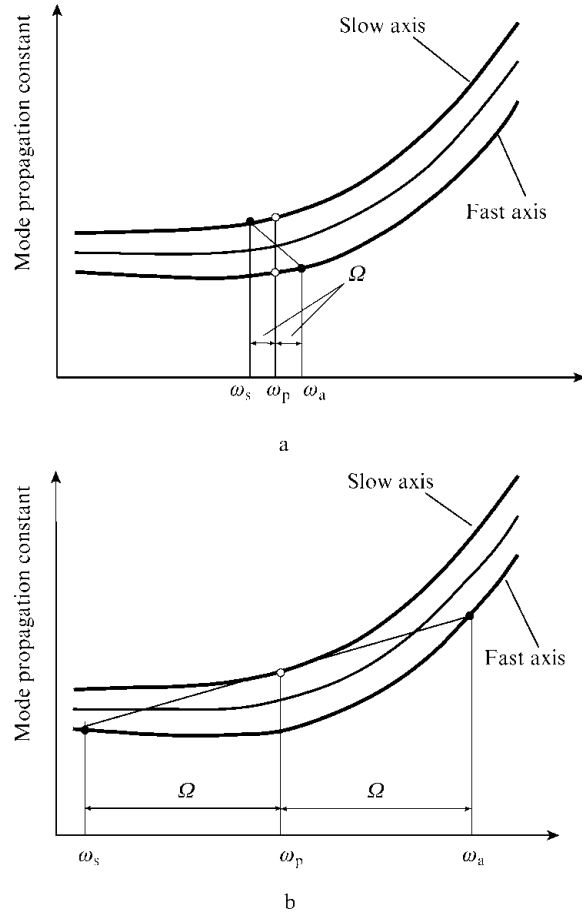 Mode propagation constant
Slow axis
Fast axis
Ω
ωs ωp ωa
a
Mode propagation constant
Slow axis
Fast axis
Ω Ω
ωs ωp ωa
b